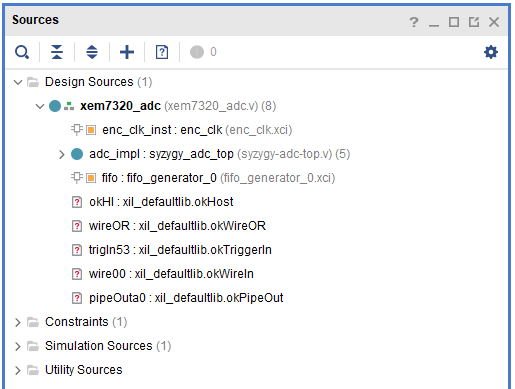 Sources
0
Design Sources (1)
xem7320_adc (xem7320_adc.v) (8)
enc_clk_inst : enc_clk (enc_clk.xci)
adc_impl : syzygy_adc_top (syzygy-adc-top.v) (5)
fifo : fifo_generator_0 (fifo_generator_0.xci)
okHI : xil_defaultlib.okHost
wireOR : xil_defaultlib.okWireOR
trigIn53 : xil_defaultlib.okTriggerIn
wire00 : xil_defaultlib.okWireIn
pipeOuta0 : xil_defaultlib.okPipeOut
Constraints (1)
Simulation Sources (1)
Utility Sources